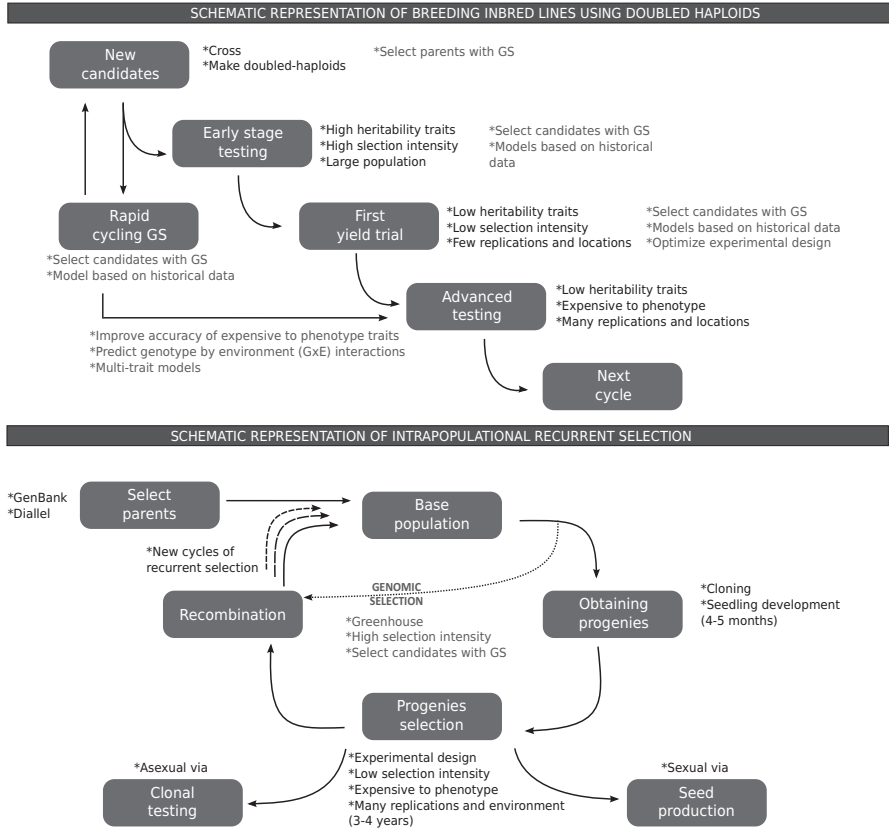 SCHEMATIC REPRESENTATION OF BREEDING INBRED LINES USING DOUBLED HAPLOIDS
New
candidates
*Cross
*Make doubled-haploids
*Select parents with GS
Early stage
testing
*High heritability traits
*High slection intensity
*Large population
*Select candidates with GS
*Models based on historical
data
Rapid
cycling GS
*Select candidates with GS
*Model based on historical data
First
yield trial
*Low heritability traits
*Low selection intensity
*Few replications and locations
*Select candidates with GS
*Models based on historical data
*Optimize experimental design
Advanced
testing
*Low heritability traits
*Expensive to phenotype
*Many replications and locations
*Improve accuracy of expensive to phenotype traits
*Predict genotype by environment (GxE) interactions
*Multi-trait models
Next
cycle
SCHEMATIC REPRESENTATION OF INTRAPOPULATIONAL RECURRENT SELECTION
*GenBank
*Diallel
Select
parents
Base
population
*New cycles of
recurrent selection
GENOMIC
SELECTION
Recombination
*Greenhouse
*High selection intensity
*Select candidates with GS
Obtaining
progenies
*Cloning
*Seedling development
(4-5 months)
Progenies
selection
*Experimental design
*Low selection intensity
*Expensive to phenotype
*Many replications and environment
(3-4 years)
*Asexual via
Clonal
testing
*Sexual via
Seed
production